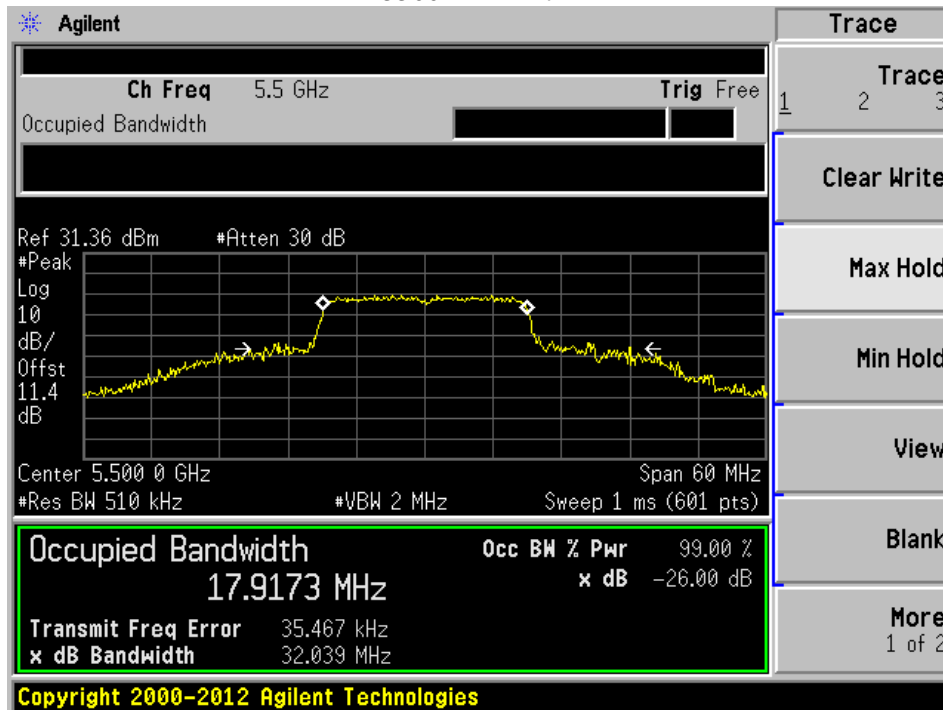 Agilent
Trace
Ch Freq 5.5 GHz Trig Free
Occupied Bandwidth
Trace
1 2 3
Clear Write
Max Hold
Min Hold
View
Blank
More
1 of 2
Ref 31.36 dBm #Atten 30 dB
#Peak
Log
10
dB/
Offst
11.4
dB
Center 5.500 0 GHz Span 60 MHz
#Res BW 510 kHz #VBW 2 MHz Sweep 1 ms (601 pts)
Occupied Bandwidth Occ BW % Pwr 99.00 %
17.9173 MHz x dB -26.00 dB
Transmit Freq Error 35.467 kHz
x dB Bandwidth 32.039 MHz
Copyright 2000-2012 Agilent Technologies